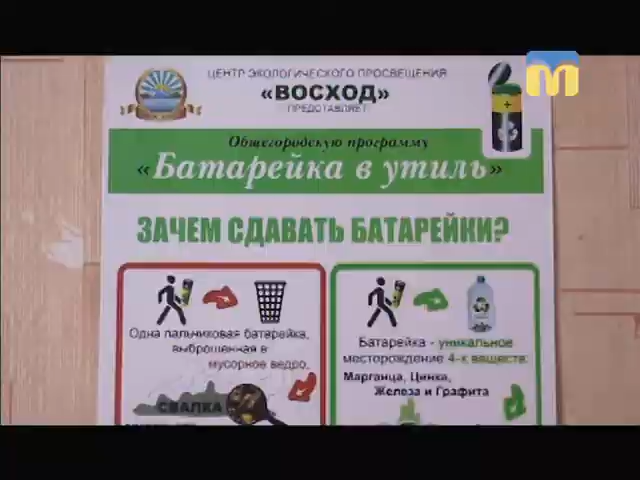 ЦЕНТР ЭКОЛОГИЧЕСКОГО ПРОСВЕЩЕНИЯ
«ВОСХОД»
ПРЕДСТАВЛЯЕТ
Общегородскую программу
«Батарейка в утиль»
ЗАЧЕМ СДАВАТЬ БАТАРЕЙКИ?
Одна пальчиковая батарейка,
выброшенная в
мусорное ведро,
СВАЛКА
Батарейка - уникальное
месторождение 4-х веществ:
Марганца, Цинка,
Железа и Графита